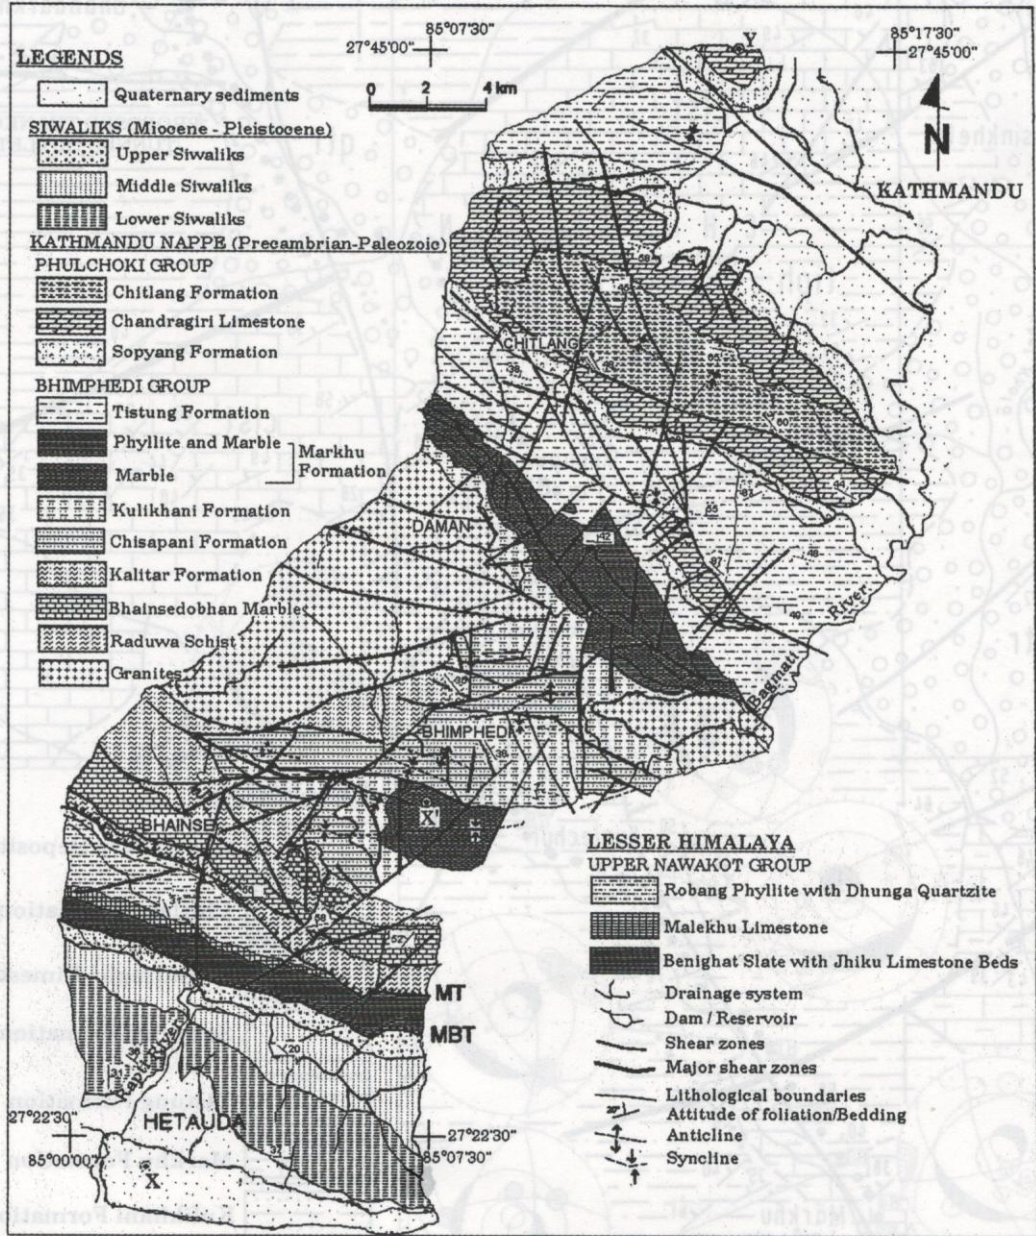 85°07'30"
27°45'00"
85°17'30"
27°45'00"
Y
LEGENDS
Quaternary sediments
SIWALIKS (Miocene - Pleistocene)
Upper Siwaliks
Middle Siwaliks
Lower Siwaliks
KATHMANDU NAPPE (Precambrian-Paleozoic)
PHULCHOKI GROUP
Chitlang Formation
Chandragiri Limestone
Sopyang Formation
BHIMPHEDI GROUP
Tistung Formation
Phyllite and Marble
Marble
Markhu
Formation
Kulikhani Formation
Chisapani Formation
Kalitar Formation
Bhainsedobhan Marble
Raduwa Schist
Granites
0 2 4 km
N
KATHMANDU
CHITLANG
DAMAN
BHIMPHEDI
Bagmati River
X'
BHAINSE
MT
MBT
Rapti River
HETAUDA
27°22'30"
85°00'00"
27°22'30"
85°07'30"
X
LESSER HIMALAYA
UPPER NAWAKOT GROUP
Robang Phyllite with Dhunga Quartzite
Malekhu Limestone
Benighat Slate with Jhiku Limestone Beds
Drainage system
Dam / Reservoir
Shear zones
Major shear zones
Lithological boundaries
Attitude of foliation/Bedding
Anticline
Syncline